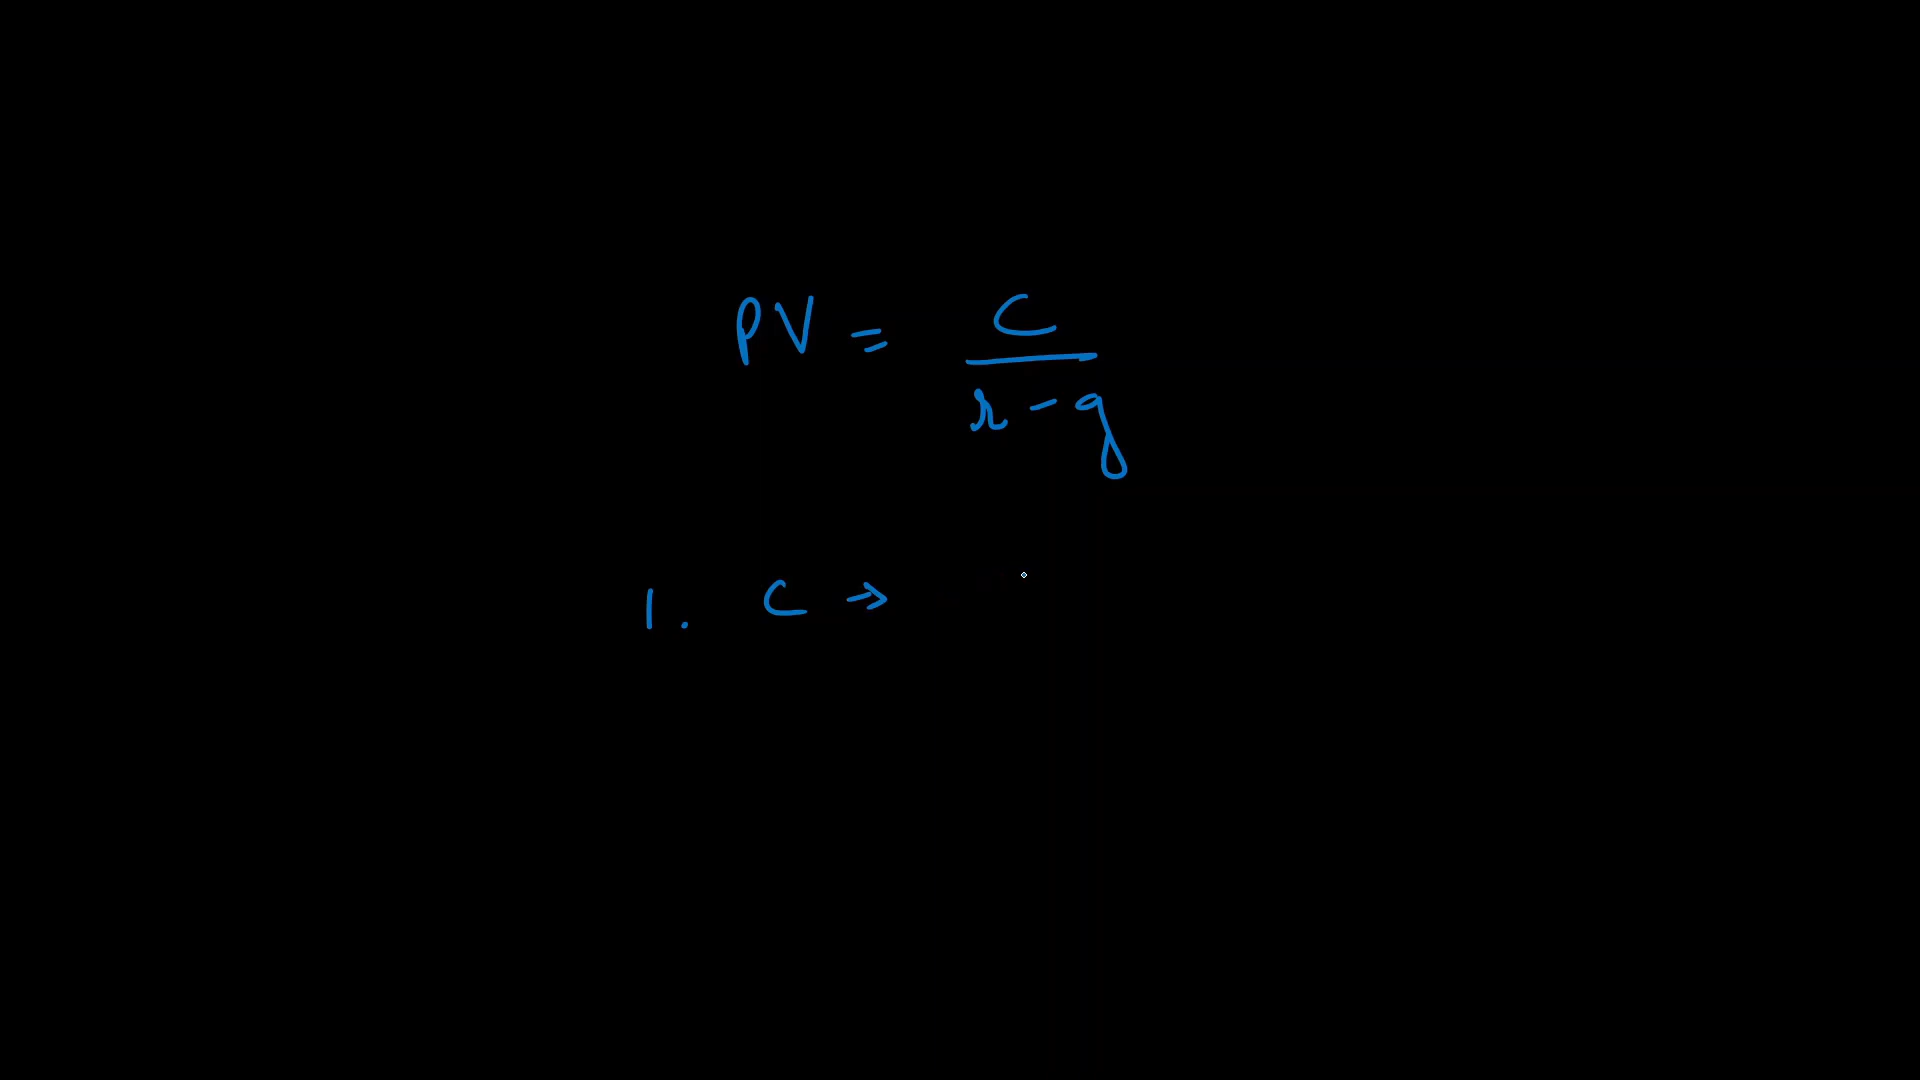 PV = C
r - g
1. C →